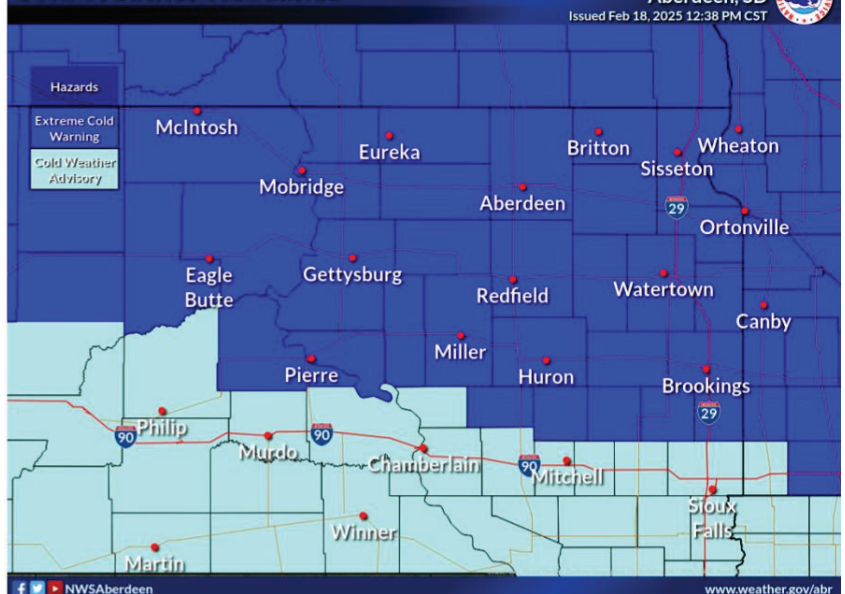 Aberdeen, SD
Issued Feb 18, 2025 12:38 PM CST
Hazards
Extreme Cold
Warning
Cold Weather
Advisory
McIntosh
Eureka
Britton
Wheaton
Sisseton
Mobridge
Aberdeen
29
Ortonville
Eagle
Butte
Gettysburg
Redfield
Watertown
Canby
Miller
Pierre
Huron
Brookings
29
Philip
90
Murdo
90
Chamberlain
90
Mitchell
Sioux
Falls
Winner
Martin
NWSAberdeen
www.weather.gov/abr